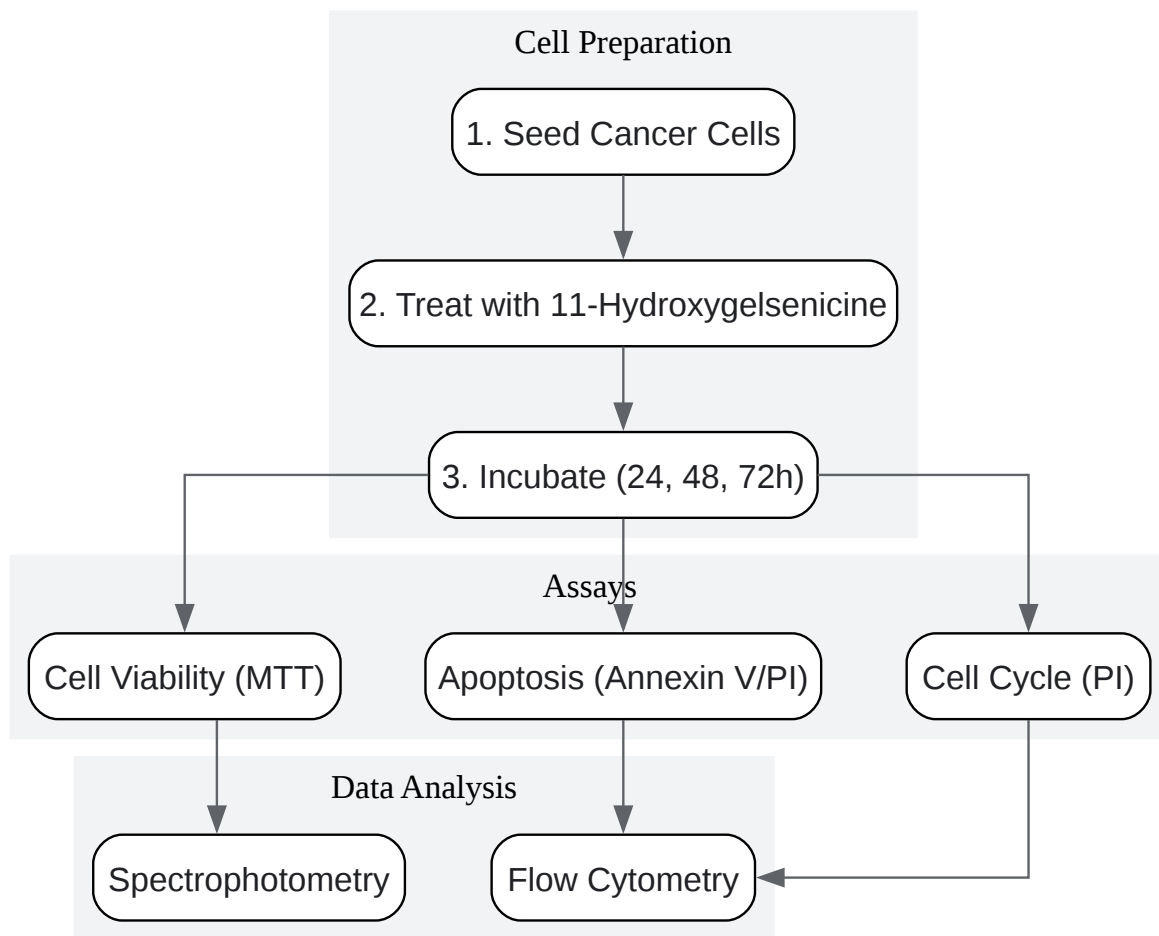 Cell Preparation
1. Seed Cancer Cells
2. Treat with 11-Hydroxygelsenicine
3. Incubate (24, 48, 72h)
Assays
Cell Viability (MTT)
Apoptosis (Annexin V/PI)
Cell Cycle (PI)
Data Analysis
Spectrophotometry
Flow Cytometry